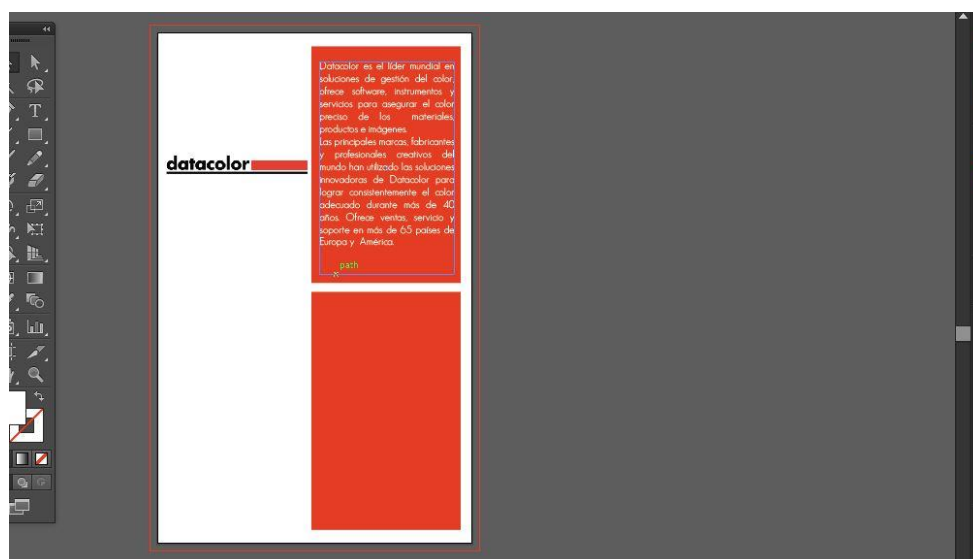 datacolor
Datacolor es el líder mundial en
soluciones de gestión del color,
ofrece software, instrumentos y
servicios para asegurar el color
preciso de los materiales,
productos e imágenes.
Las principales marcas, fabricantes
y profesionales creativos del
mundo han utilizado las soluciones
innovadoras de Datacolor para
lograr consistentemente el color
adecuado durante más de 40
años. Ofrece ventas, servicio y
soporte en más de 65 países de
Europa y América.
path